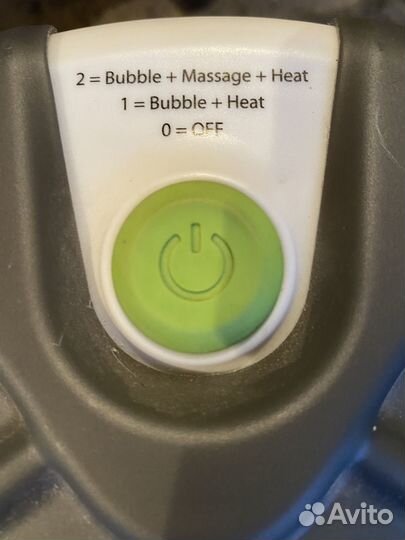 2 = Bubble + Massage + Heat
1 = Bubble + Heat
0 = OFF
Avito